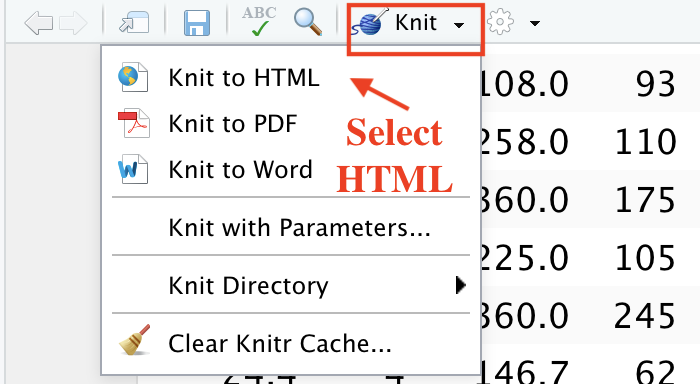 ABC
Knit
Knit to HTML
Knit to PDF
Knit to Word
Knit with Parameters...
Knit Directory
Clear Knitr Cache...
Select
HTML
108.0 93
258.0 110
360.0 175
225.0 105
360.0 245
146.7 62